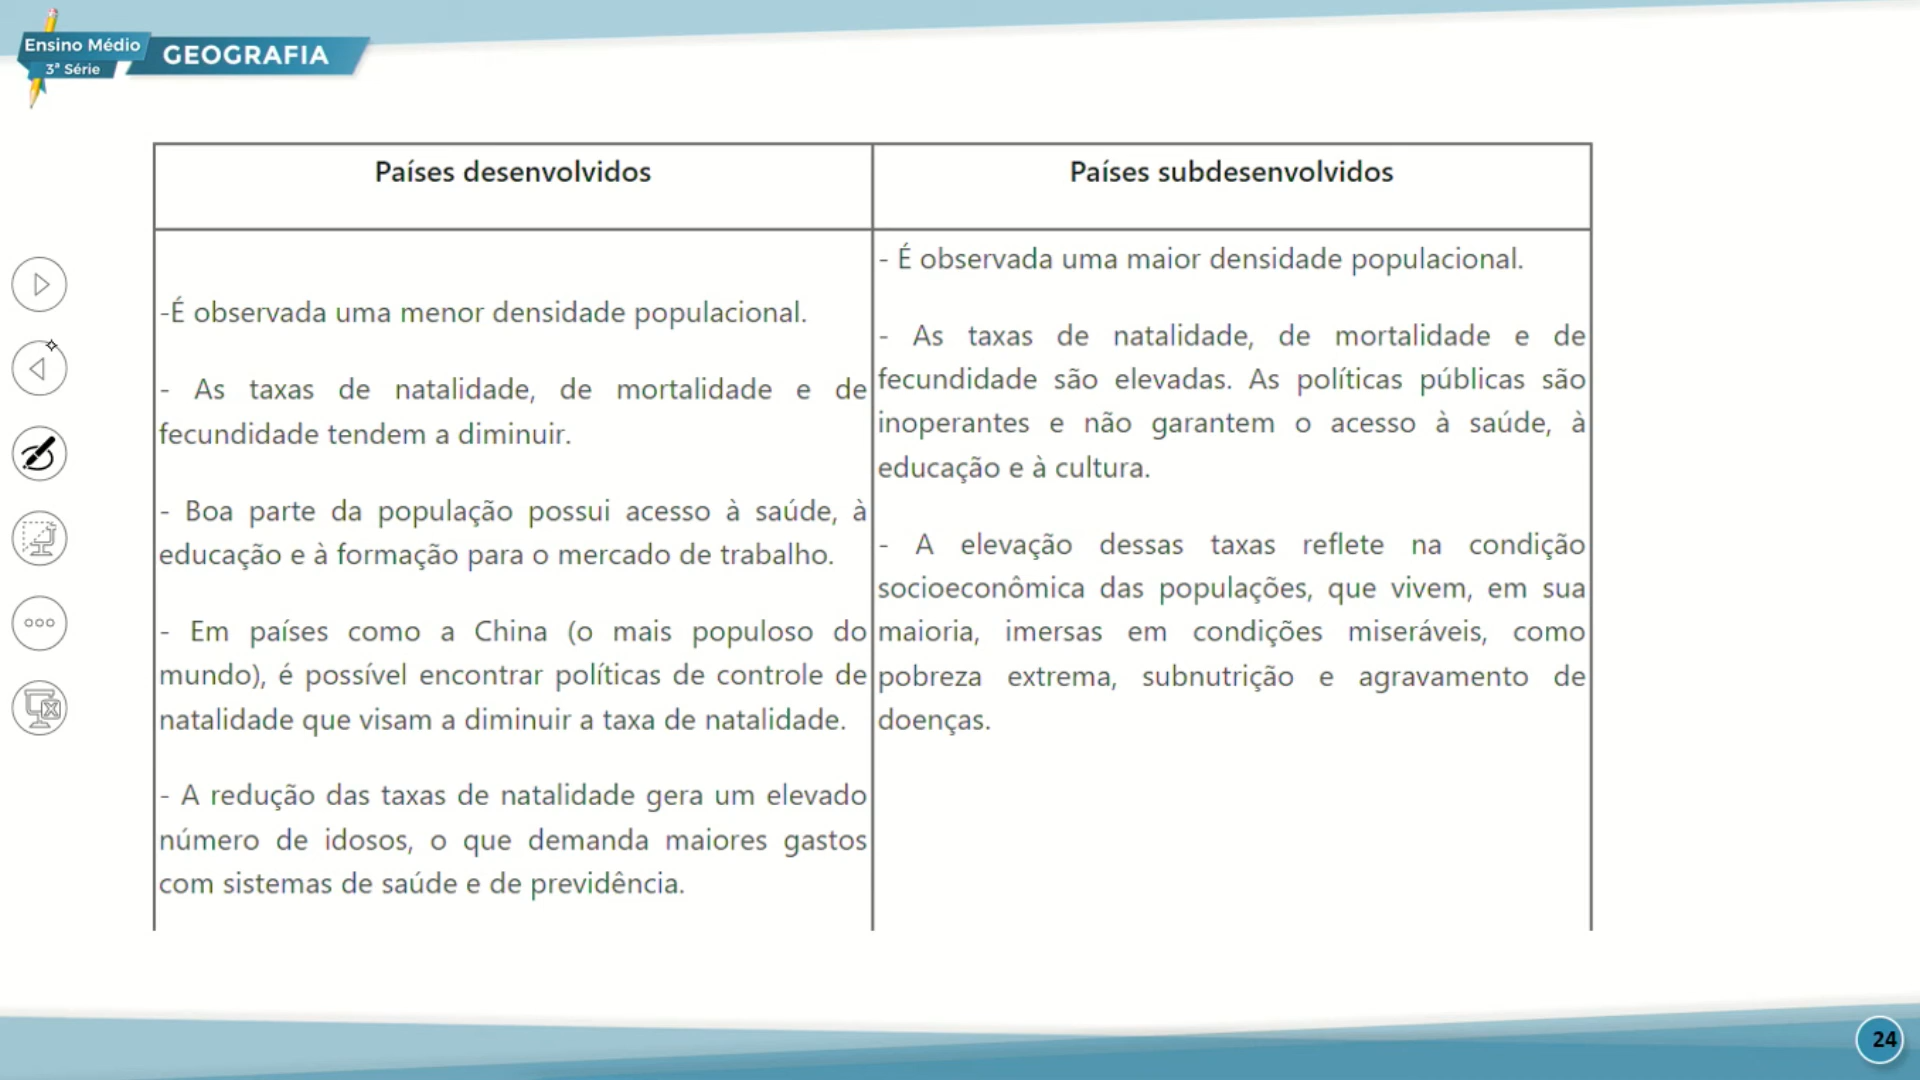 Ensino Médio
3ª Série
GEOGRAFIA
Países desenvolvidos
-É observada uma menor densidade populacional.
- As taxas de natalidade, de mortalidade e de
fecundidade tendem a diminuir.
- Boa parte da população possui acesso à saúde, à
educação e à formação para o mercado de trabalho.
- Em países como a China (o mais populoso do
mundo), é possível encontrar políticas de controle de
natalidade que visam a diminuir a taxa de natalidade.
- A redução das taxas de natalidade gera um elevado
número de idosos, o que demanda maiores gastos
com sistemas de saúde e de previdência.
Países subdesenvolvidos
- É observada uma maior densidade populacional.
- As taxas de natalidade, de mortalidade e de
fecundidade são elevadas. As políticas públicas são
inoperantes e não garantem o acesso à saúde, à
educação e à cultura.
- A elevação dessas taxas reflete na condição
socioeconômica das populações, que vivem, em sua
maioria, imersas em condições miseráveis, como
pobreza extrema, subnutrição e agravamento de
doenças.
24